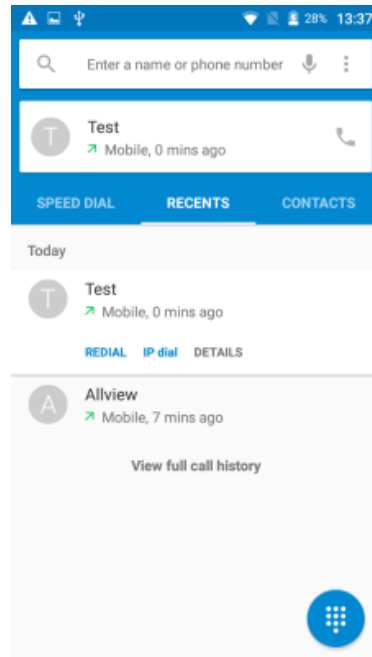 28% 13:37
Enter a name or phone number
T
Test
Mobile, 0 mins ago
SPEED DIAL RECENTS CONTACTS
Today
T
Test
Mobile, 0 mins ago
REDIAL IP dial DETAILS
A
Allview
Mobile, 7 mins ago
View full call history